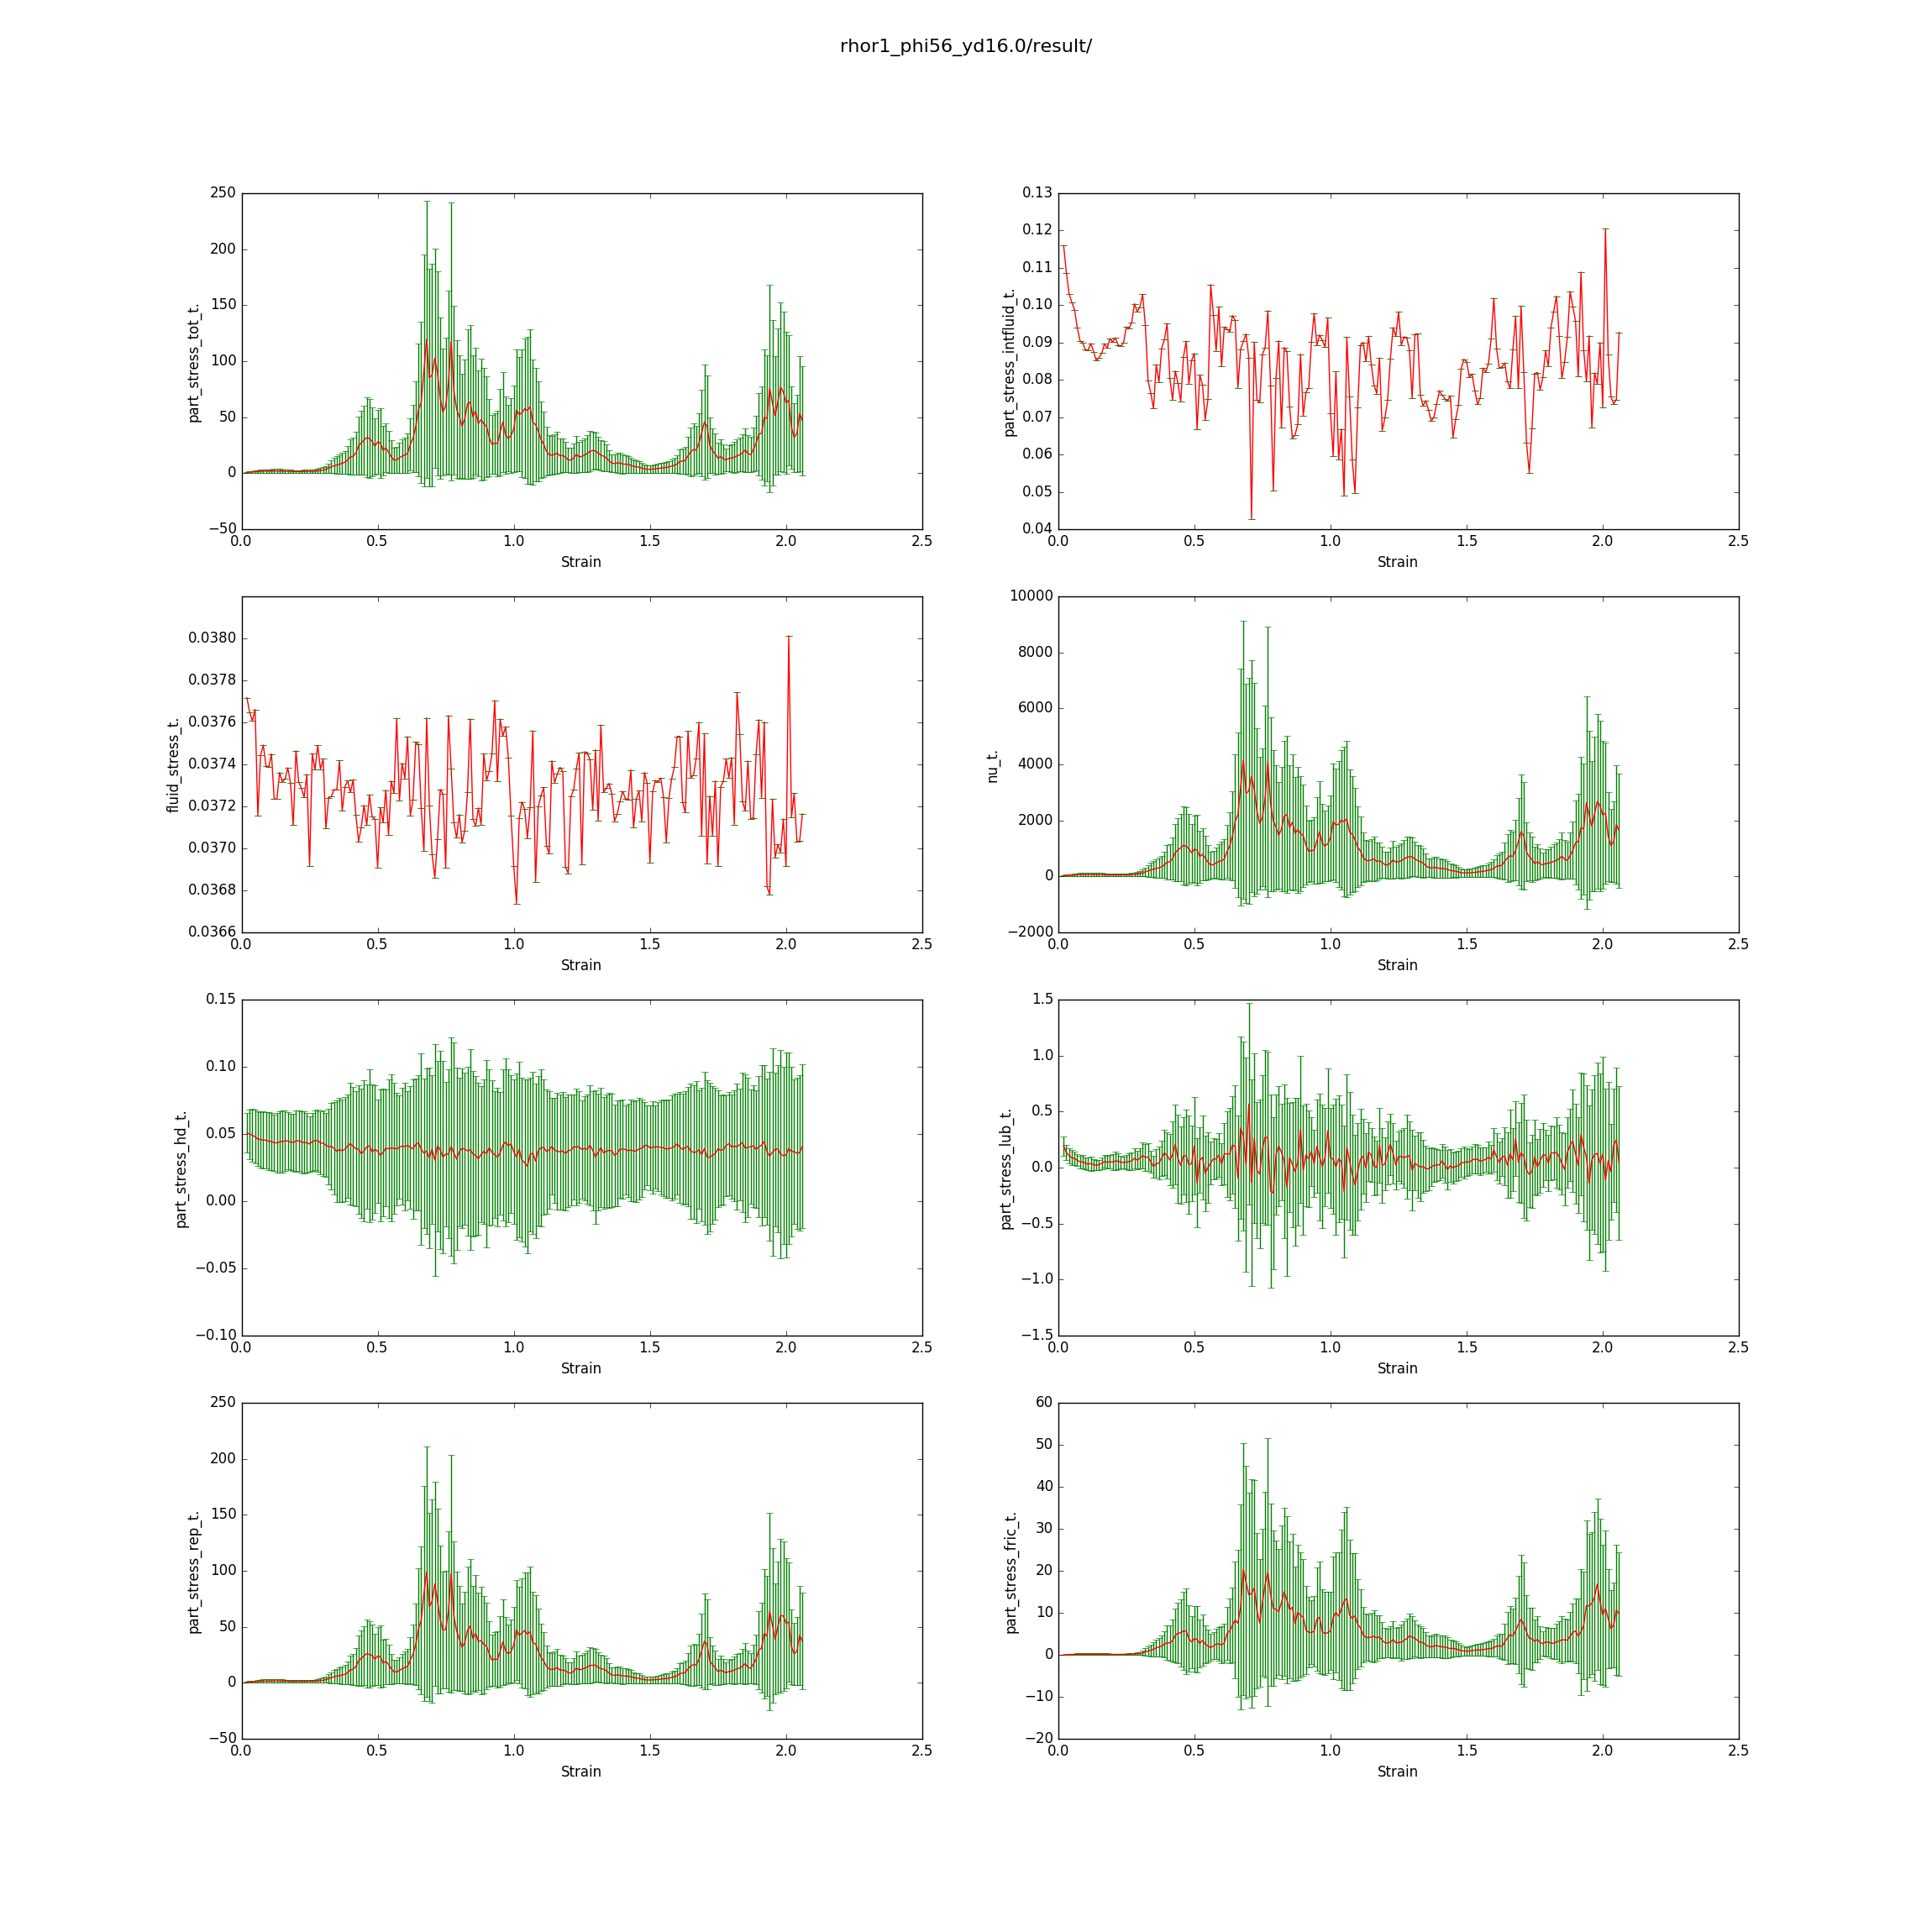 rhor1_phi56_yd16.0/result/
part_stress_tot_t.
250
200
150
100
50
0
−50
0.0 0.5 1.0 1.5 2.0 2.5
Strain
part_stress_intfluid_t.
0.13
0.12
0.11
0.10
0.09
0.08
0.07
0.06
0.05
0.04
0.0 0.5 1.0 1.5 2.0 2.5
Strain
fluid_stress_t.
0.0380
0.0378
0.0376
0.0374
0.0372
0.0370
0.0368
0.0366
0.0 0.5 1.0 1.5 2.0 2.5
Strain
nu_t.
10000
8000
6000
4000
2000
0
−2000
0.0 0.5 1.0 1.5 2.0 2.5
Strain
part_stress_hd_t.
0.15
0.10
0.05
0.00
−0.05
−0.10
0.0 0.5 1.0 1.5 2.0 2.5
Strain
part_stress_lub_t.
1.5
1.0
0.5
0.0
−0.5
−1.0
−1.5
0.0 0.5 1.0 1.5 2.0 2.5
Strain
part_stress_rep_t.
250
200
150
100
50
0
−50
0.0 0.5 1.0 1.5 2.0 2.5
Strain
part_stress_fric_t.
60
50
40
30
20
10
0
−10
−20
0.0 0.5 1.0 1.5 2.0 2.5
Strain